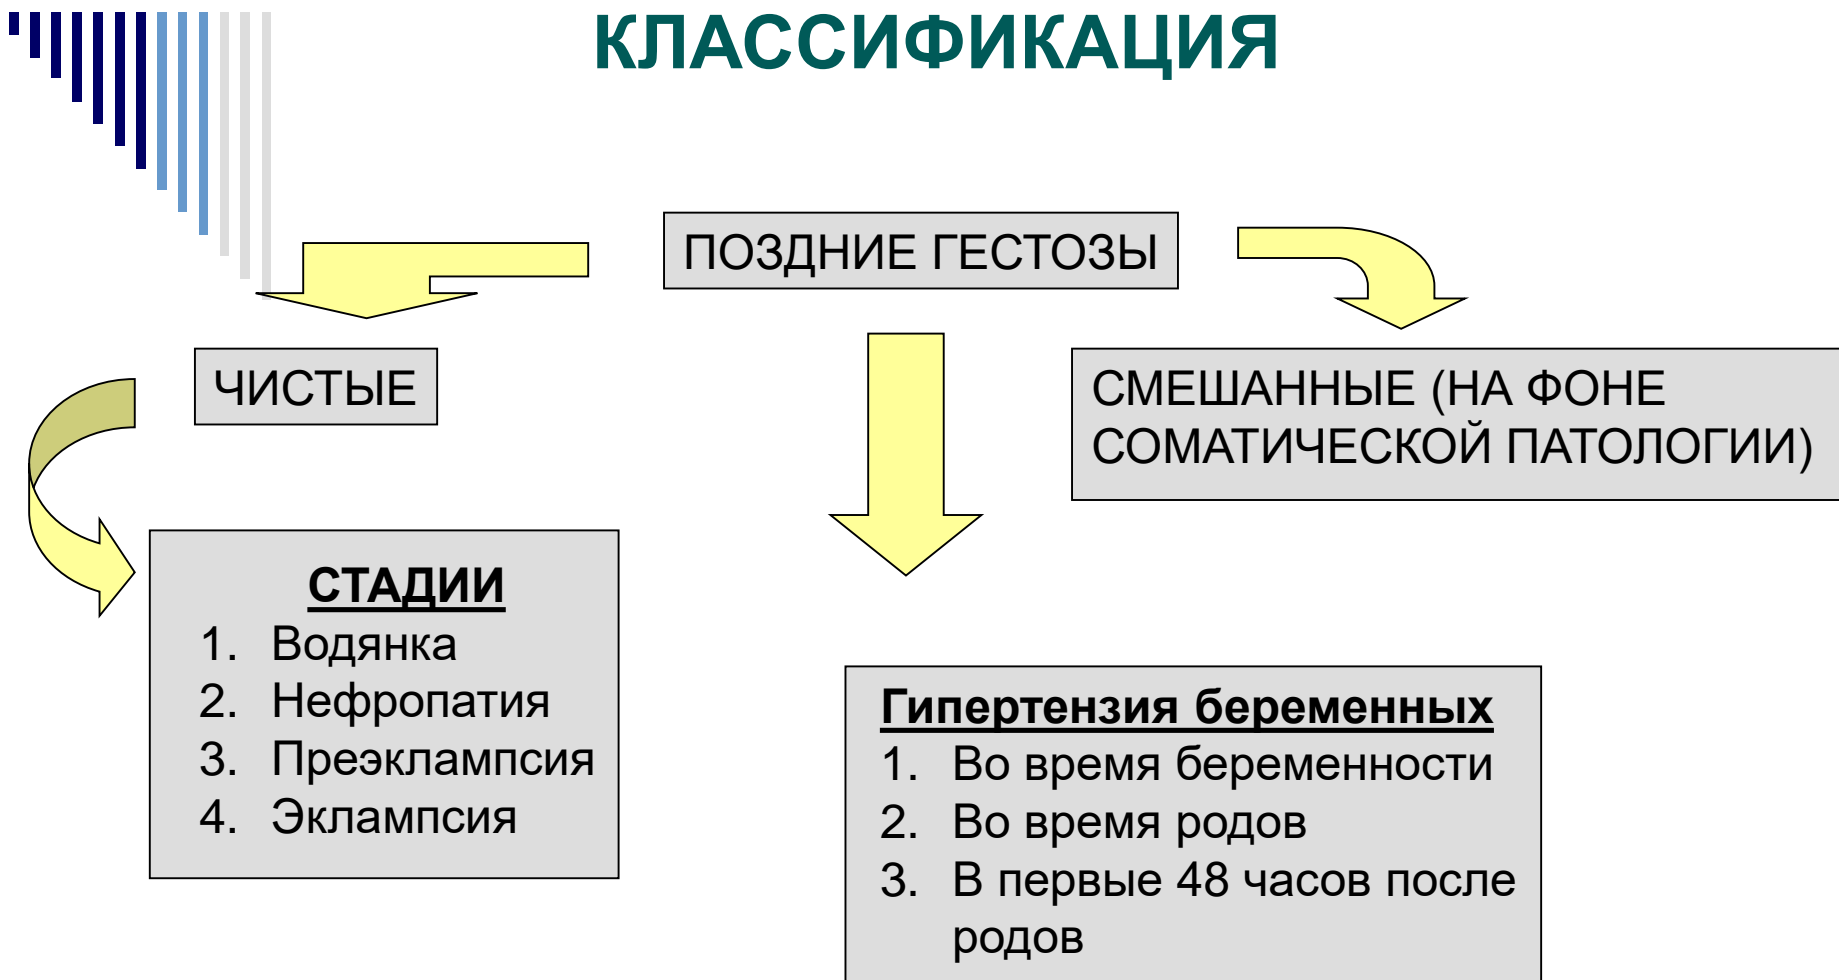 КЛАССИФИКАЦИЯ
ПОЗДНИЕ ГЕСТОЗЫ
ЧИСТЫЕ
СМЕШАННЫЕ (НА ФОНЕ
СОМАТИЧЕСКОЙ ПАТОЛОГИИ)
СТАДИИ
1. Водянка
2. Нефропатия
3. Преэклампсия
4. Эклампсия
Гипертензия беременных
1. Во время беременности
2. Во время родов
3. В первые 48 часов после
родов